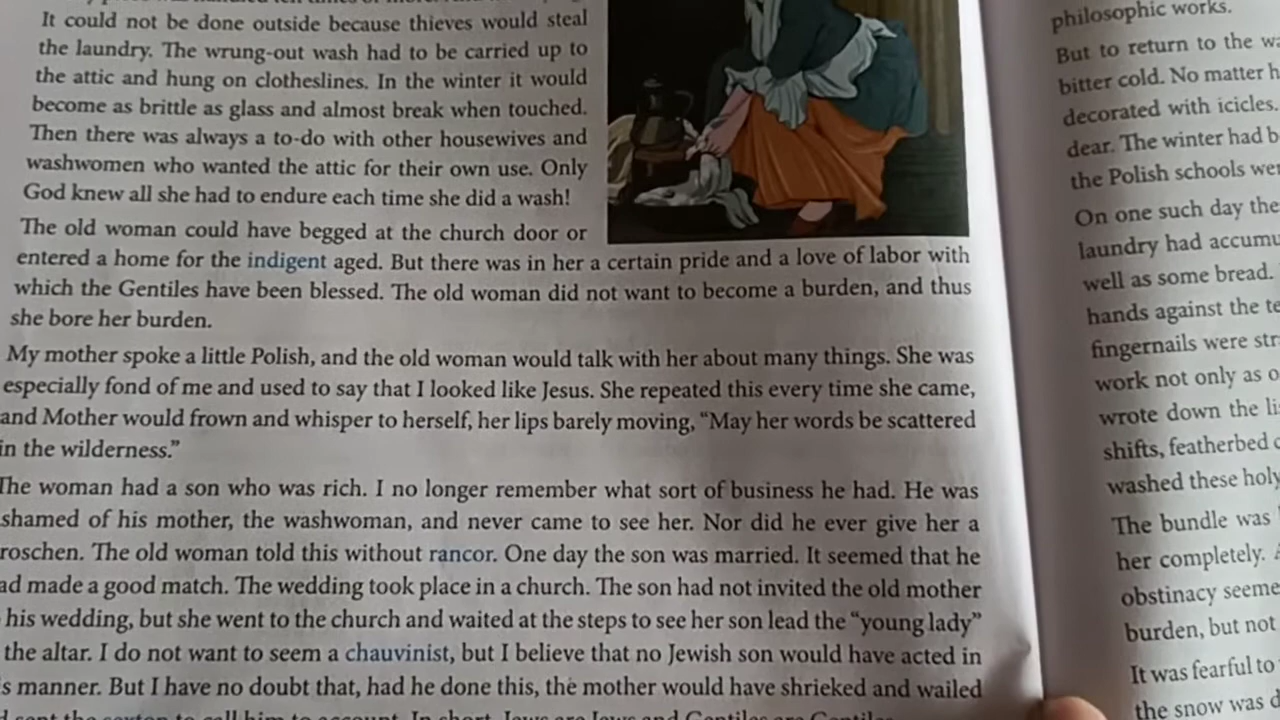 It could not be done outside because thieves would steal
the laundry. The wrung-out wash had to be carried up to
the attic and hung on clotheslines. In the winter it would
become as brittle as glass and almost break when touched.
Then there was always a to-do with other housewives and
washwomen who wanted the attic for their own use. Only
God knew all she had to endure each time she did a wash!
The old woman could have begged at the church door or
entered a home for the indigent aged. But there was in her a certain pride and a love of labor with
which the Gentiles have been blessed. The old woman did not want to become a burden, and thus
she bore her burden.
My mother spoke a little Polish, and the old woman would talk with her about many things. She was
especially fond of me and used to say that I looked like Jesus. She repeated this every time she came,
and Mother would frown and whisper to herself, her lips barely moving, “May her words be scattered
in the wilderness.”
The woman had a son who was rich. I no longer remember what sort of business he had. He was
shamed of his mother, the washwoman, and never came to see her. Nor did he ever give her a
roschen. The old woman told this without rancor. One day the son was married. It seemed that he
ad made a good match. The wedding took place in a church. The son had not invited the old mother
his wedding, but she went to the church and waited at the steps to see her son lead the “young lady”
the altar. I do not want to seem a chauvinist, but I believe that no Jewish son would have acted in
s manner. But I have no doubt that, had he done this, the mother would have shrieked and wailed
philosophic works.
But to return to the wa
bitter cold. No matter h
decorated with icicles.
dear. The winter had b
the Polish schools wer
On one such day the
laundry had accumu
well as some bread.
hands against the te
fingernails were str
work not only as o
wrote down the li
shifts, featherbed c
washed these holy
The bundle was
her completely.
obstinacy seeme
burden, but not
It was fearful to
the snow was d